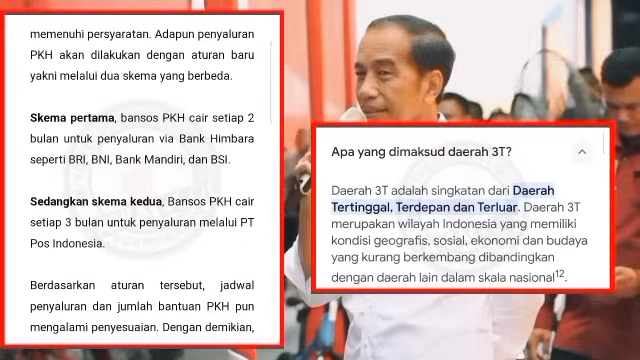 memenuhi persyaratan. Adapun penyaluran
PKH akan dilakukan dengan aturan baru
yakni melalui dua skema yang berbeda.
Skema pertama, bansos PKH cair setiap 2
bulan untuk penyaluran via Bank Himbara
seperti BRI, BNI, Bank Mandiri, dan BSI.
Sedangkan skema kedua, Bansos PKH cair
setiap 3 bulan untuk penyaluran melalui PT
Pos Indonesia.
Berdasarkan aturan tersebut, jadwal
penyaluran dan jumlah bantuan PKH pun
mengalami penyesuaian. Dengan demikian,
Apa yang dimaksud daerah 3T?
Daerah 3T adalah singkatan dari Daerah
Tertinggal, Terdepan dan Terluar. Daerah 3T
merupakan wilayah Indonesia yang memiliki
kondisi geografis, sosial, ekonomi dan budaya
yang kurang berkembang dibandingkan
dengan daerah lain dalam skala nasional12.